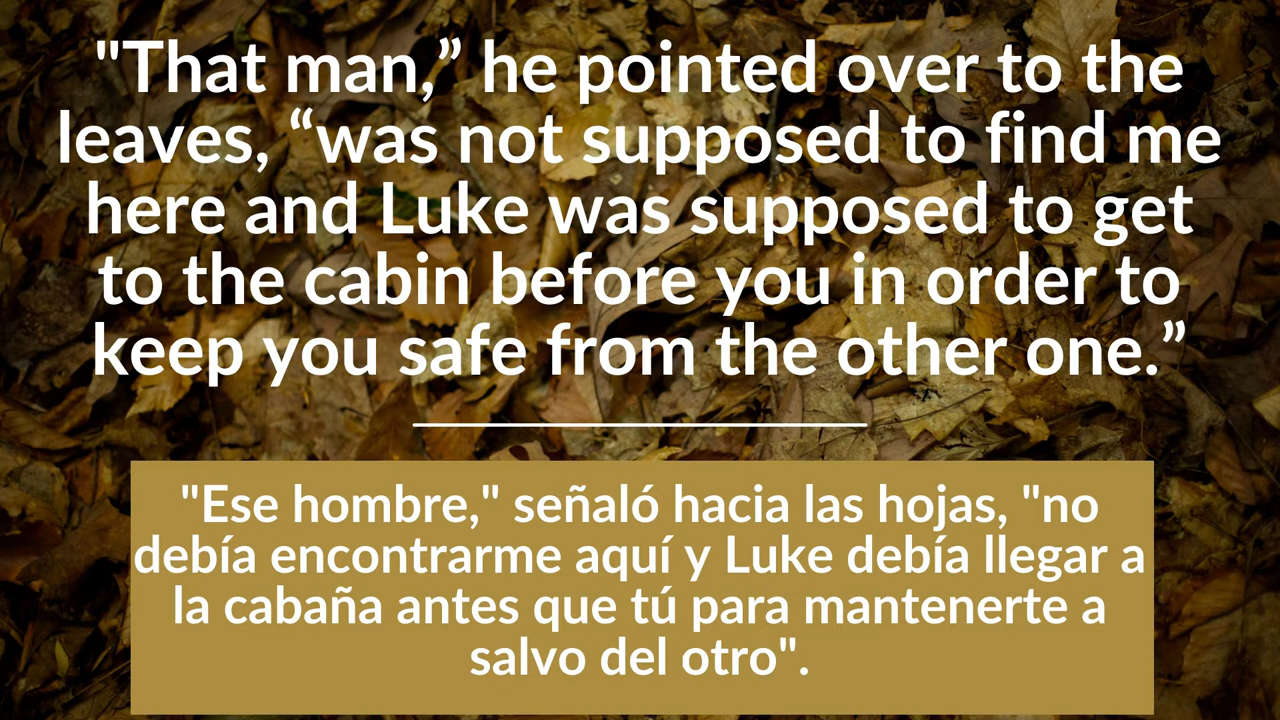 "That man,” he pointed over to the
leaves, “was not supposed to find me
here and Luke was supposed to get
to the cabin before you in order to
keep you safe from the other one.”
"Ese hombre," señaló hacia las hojas, "no
debía encontrarme aquí y Luke debía llegar a
la cabaña antes que tú para mantenerte a
salvo del otro".